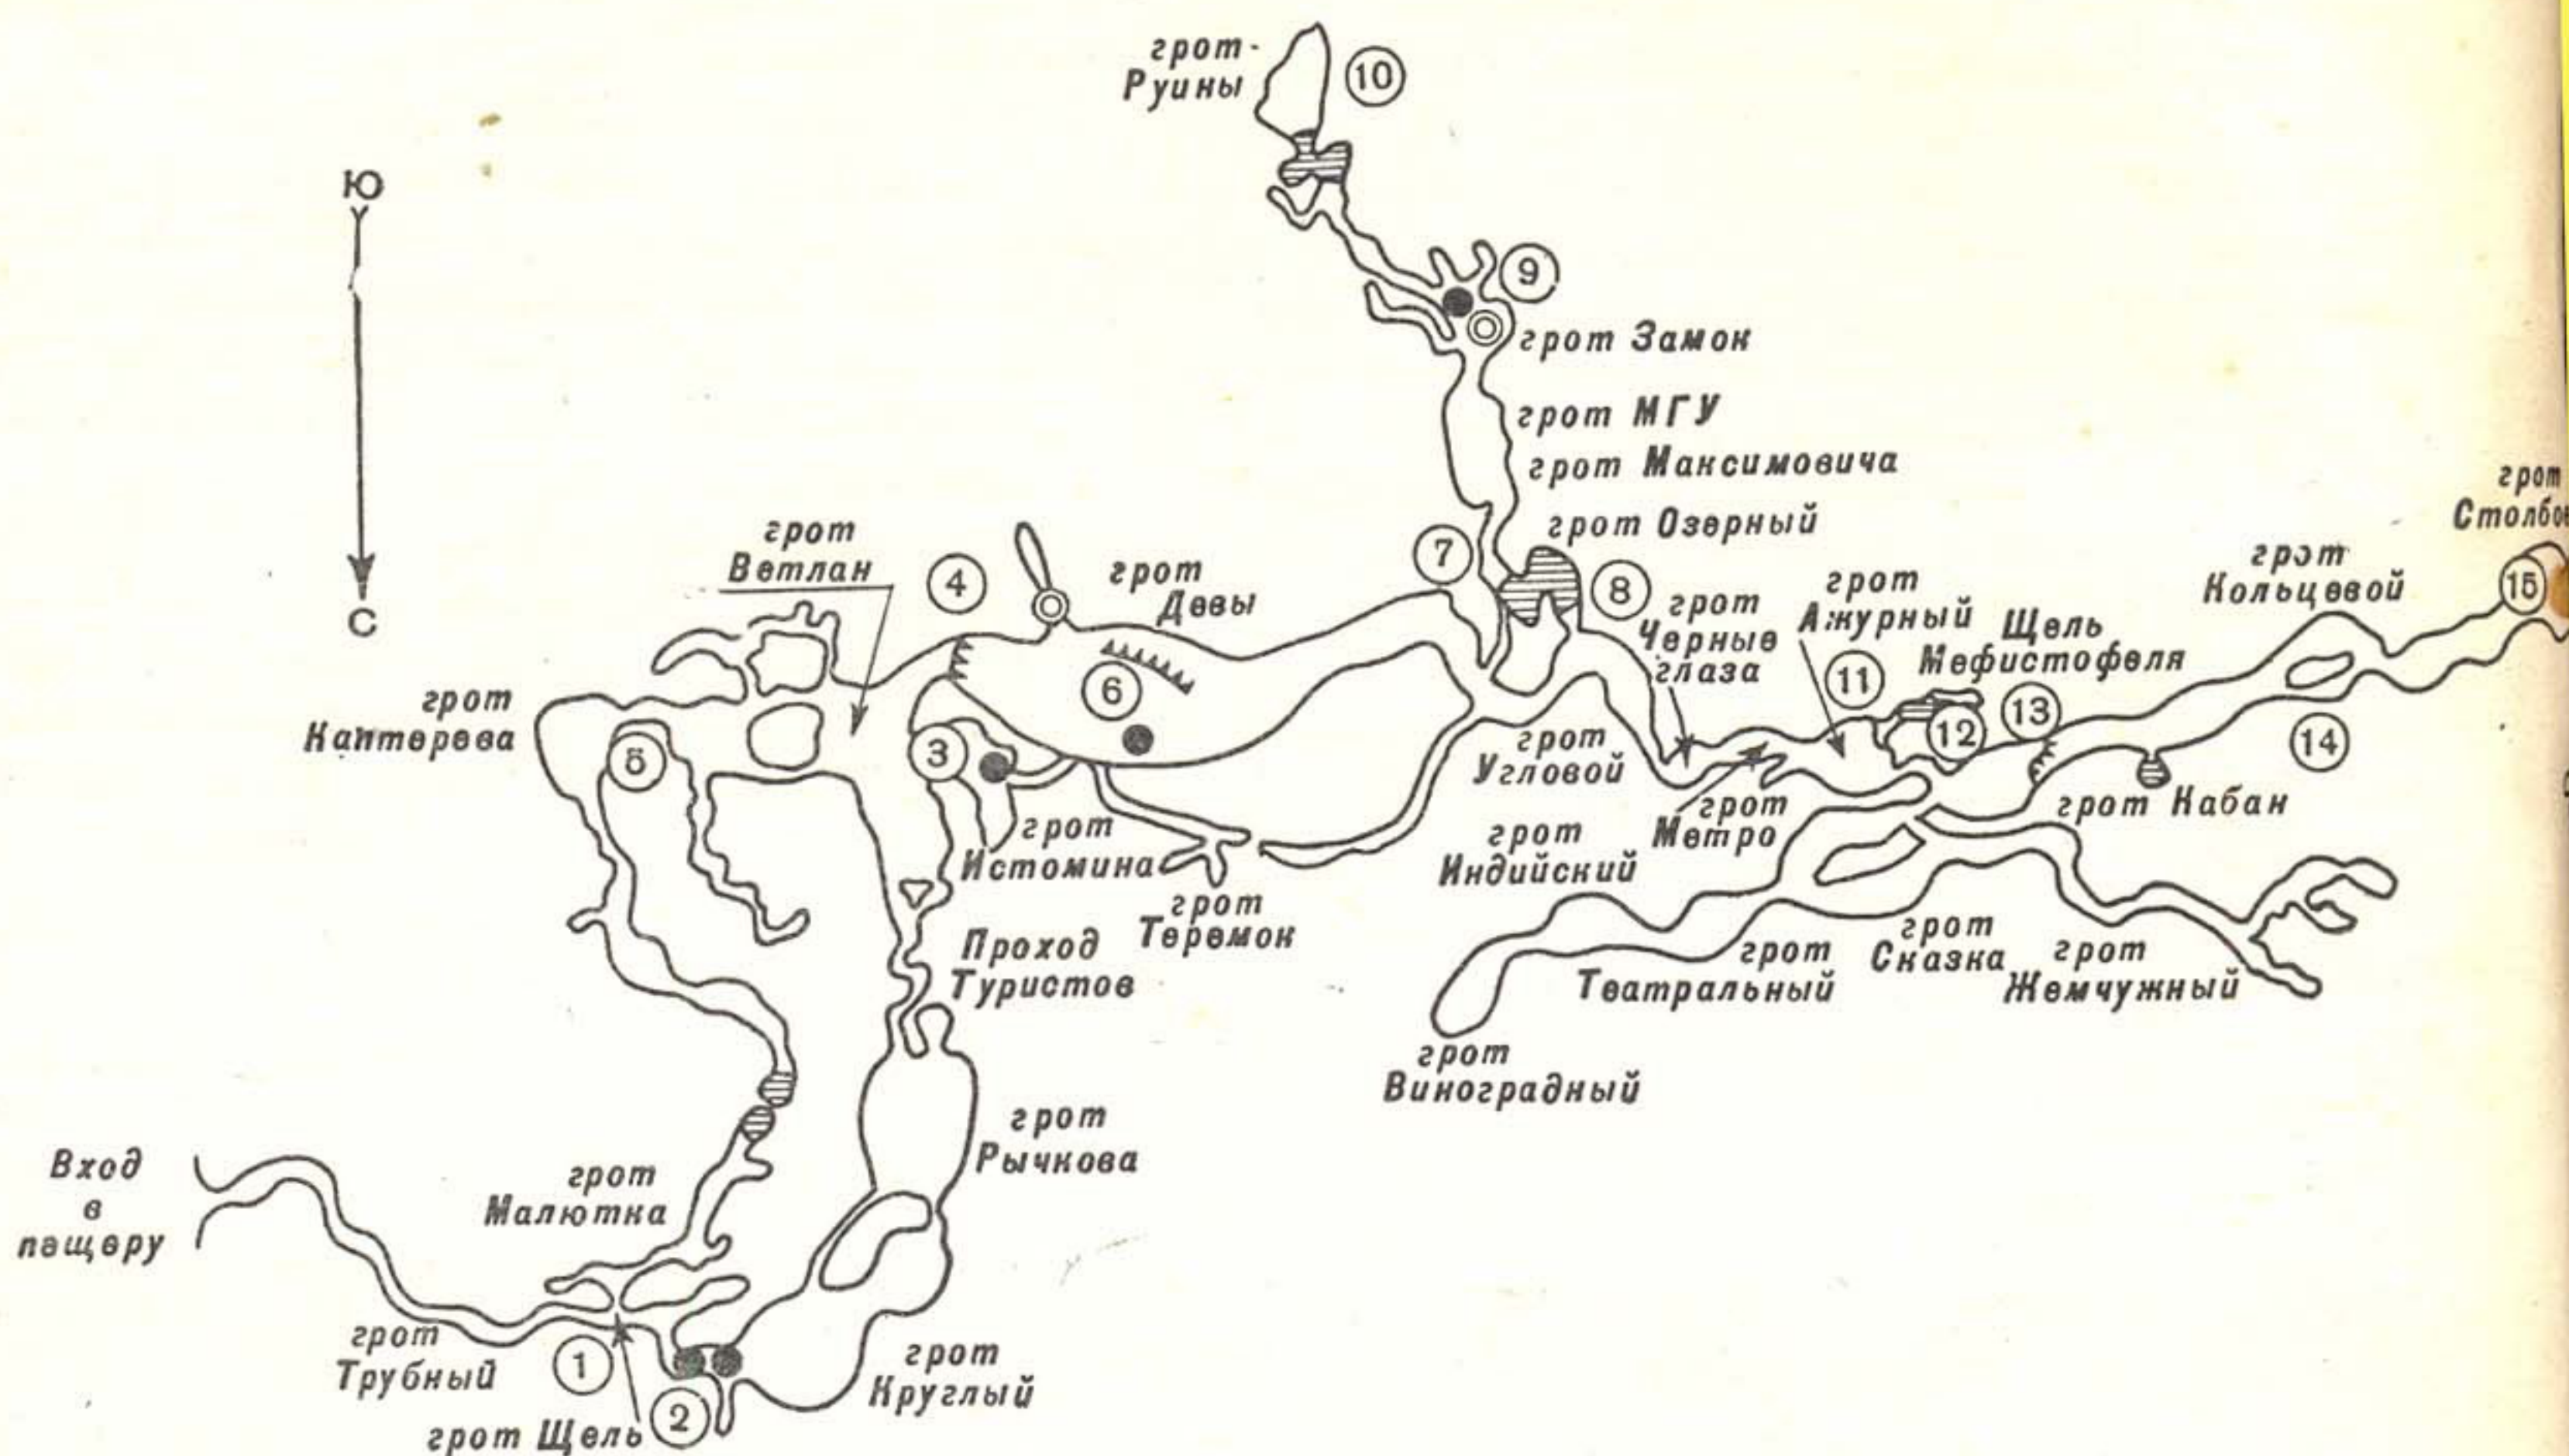 грот-
Руины
10
Ю
С
9
грот Замок
грот МГУ
грот Максимовича
грот Озерный
7
8
грот
Ветлан
4
грот
Девы
6
грот
Каптерева
5
3
грот
Истомина
грот
Теремок
Проход
Туристов
грот
Рычкова
грот
Черные
глаза
грот
Ажурный
11
Щель
Мефистофеля
12
13
грот
Кольцевой
14
грот
15
грот
Угловой
грот
Метро
грот Кабан
грот
Индийский
грот
Театральный
грот
Сказка
грот
Жемчужный
грот
Виноградный
Вход
в
пещеру
грот
Малютка
грот
Трубный
1
грот Щель
2
грот
Круглый